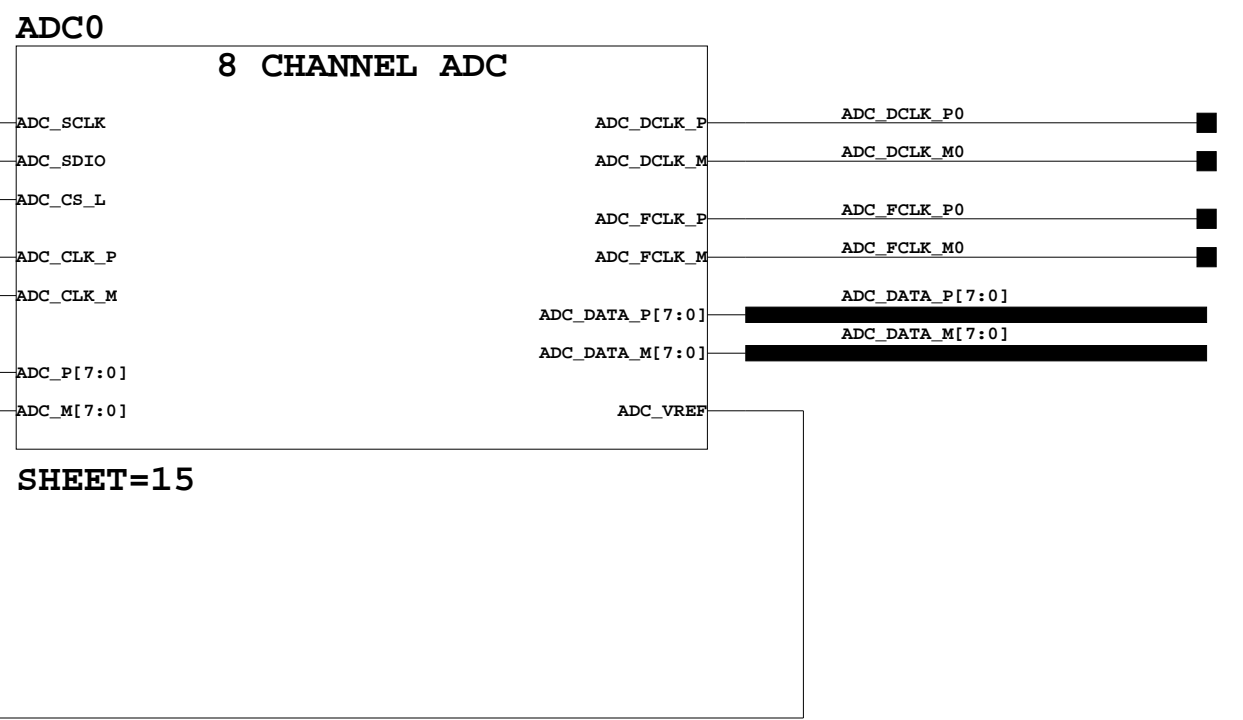 ADC0
8 CHANNEL ADC
ADC_SCLK
ADC_SDIO
ADC_CS_L
ADC_CLK_P
ADC_CLK_M
ADC_P[7:0]
ADC_M[7:0]
ADC_DCLK_P
ADC_DCLK_M
ADC_FCLK_P
ADC_FCLK_M
ADC_DATA_P[7:0]
ADC_DATA_M[7:0]
ADC_VREF
ADC_DCLK_P0
ADC_DCLK_M0
ADC_FCLK_P0
ADC_FCLK_M0
ADC_DATA_P[7:0]
ADC_DATA_M[7:0]
SHEET=15